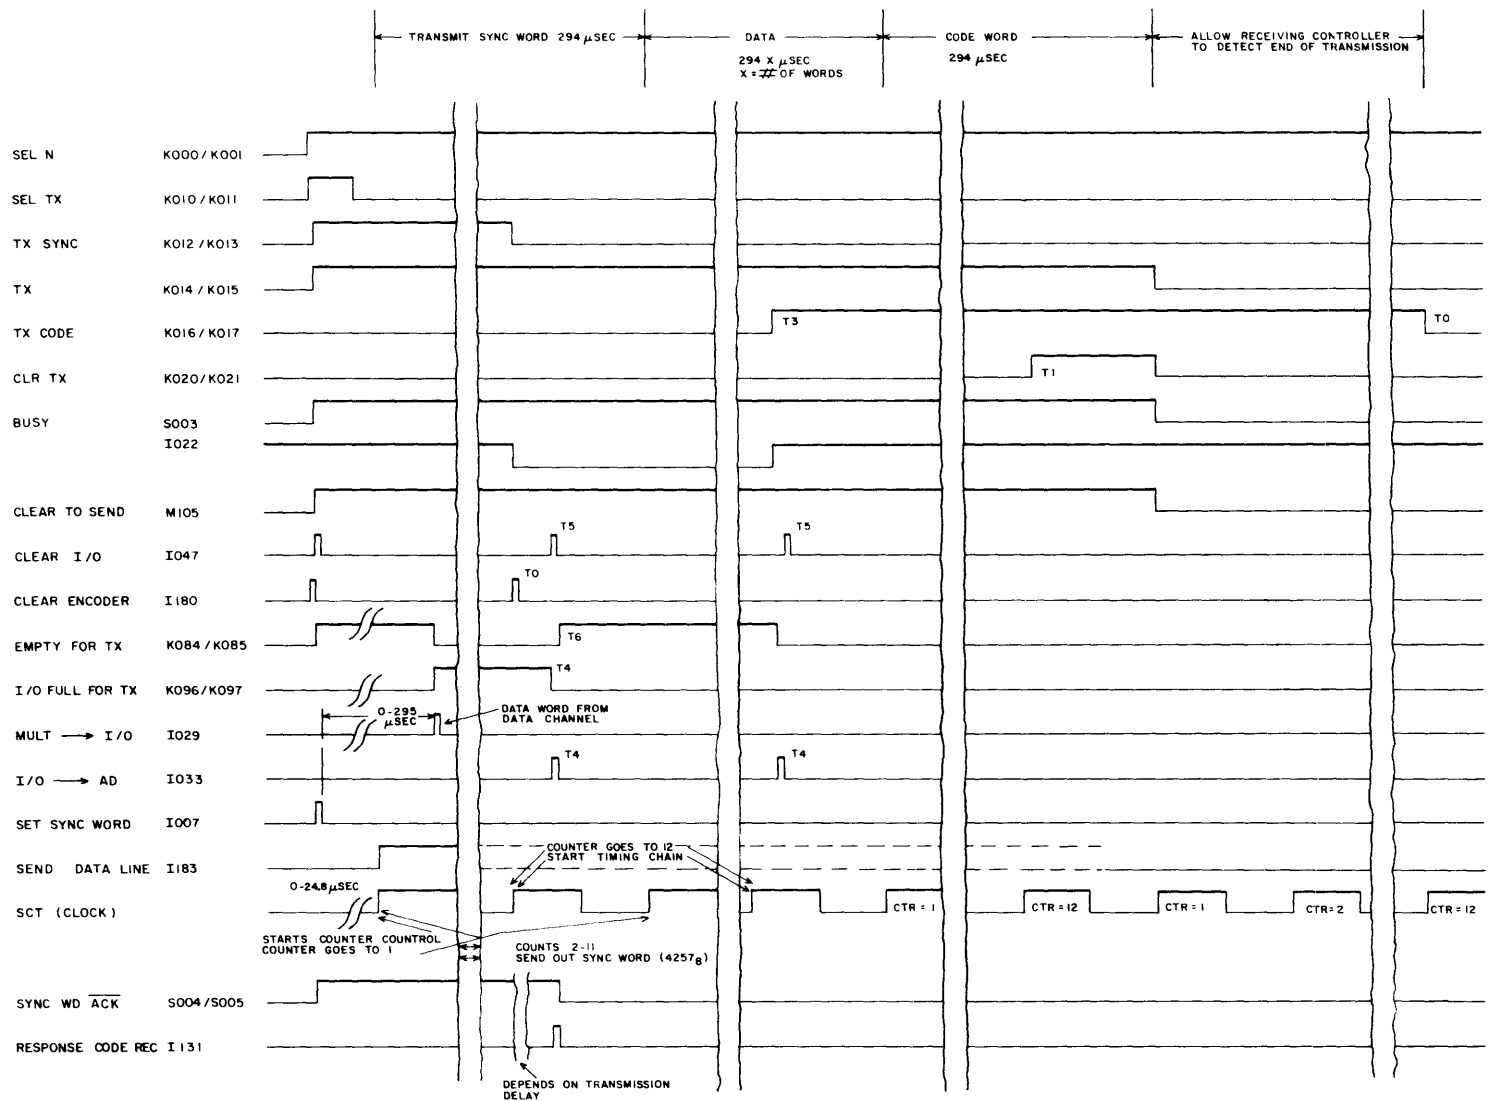 TRANSMIT SYNC WORD 294 μSEC
DATA
294 X μSEC
X = # OF WORDS
CODE WORD
294 μSEC
ALLOW RECEIVING CONTROLLER
TO DETECT END OF TRANSMISSION
SEL N K000/K001
SEL TX K010/K011
TX SYNC K012/K013
TX K014/K015
TX CODE K016/K017
T3
T0
CLR TX K020/K021
T1
BUSY S003
I022
CLEAR TO SEND M105
CLEAR I/O I047
T5
T5
CLEAR ENCODER I180
T0
EMPTY FOR TX K084/K085
T6
I/O FULL FOR TX K096/K097
T4
0-295
μSEC
DATA WORD FROM
DATA CHANNEL
MULT → I/O I029
I/O → AD I033
T4
T4
SET SYNC WORD I007
COUNTER GOES TO 12
START TIMING CHAIN
SEND DATA LINE I183
0-24.8 μSEC
SCT (CLOCK)
CTR = 1
CTR = 12
CTR = 1
CTR = 2
CTR = 12
STARTS COUNTER COUNTROL
COUNTER GOES TO 1
COUNTS 2-11
SEND OUT SYNC WORD (4257₈)
SYNC WD A̅C̅K̅ S004/S005
RESPONSE CODE REC I131
DEPENDS ON TRANSMISSION
DELAY